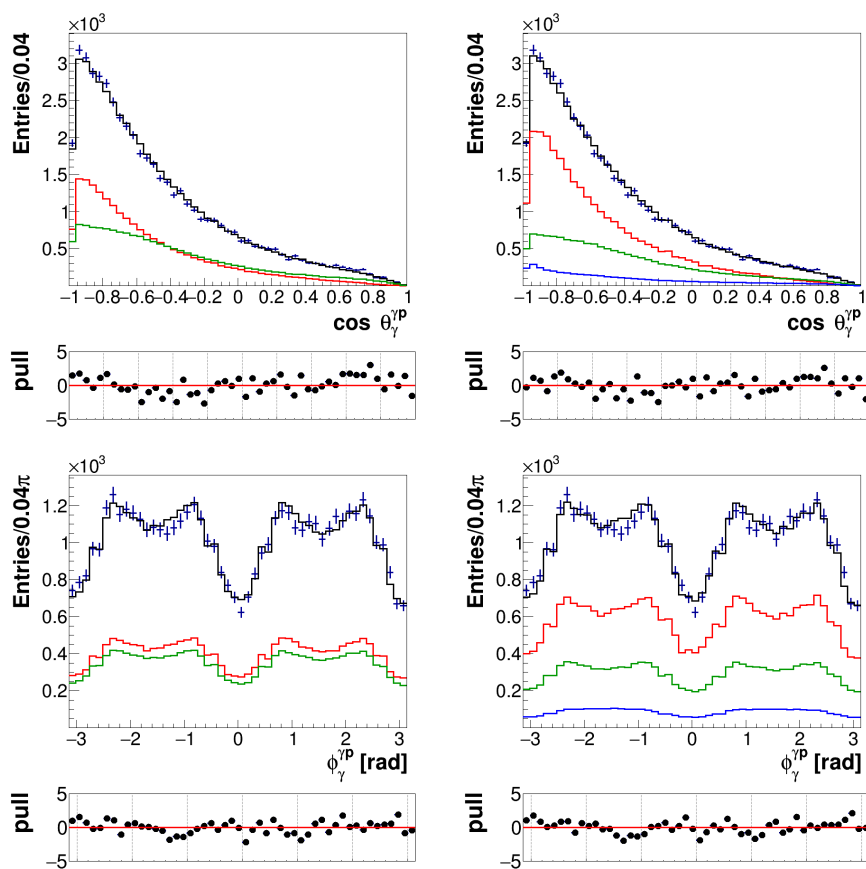 ×10³ ×10³
Entries/0.04 Entries/0.04
3 3
2.5 2.5
2 2
1.5 1.5
1 1
0.5 0.5
−1 −0.8 −0.6 −0.4 −0.2 0 0.2 0.4 0.6 0.8 1 −1 −0.8 −0.6 −0.4 −0.2 0 0.2 0.4 0.6 0.8 1
cos θ_γ^γp cos θ_γ^γp
pull pull
5 5
0 0
−5 −5
×10³ ×10³
Entries/0.04π Entries/0.04π
1.2 1.2
1 1
0.8 0.8
0.6 0.6
0.4 0.4
0.2 0.2
−3 −2 −1 0 1 2 3 −3 −2 −1 0 1 2 3
ϕ_γ^γp [rad] ϕ_γ^γp [rad]
pull pull
5 5
0 0
−5 −5